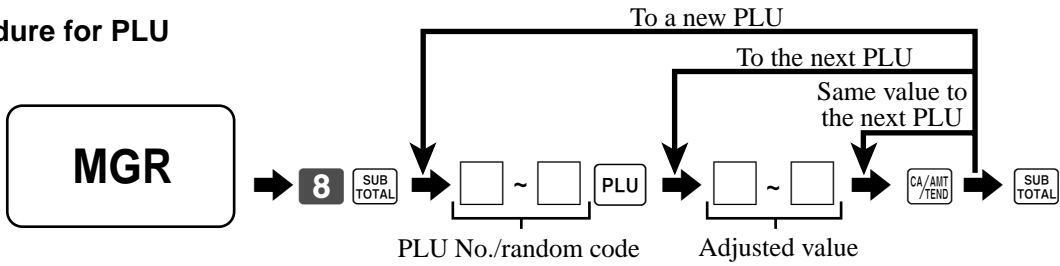 To a new PLU
dure for PLU
To the next PLU
Same value to
the next PLU
MGR
8 SUB TOTAL ~ PLU ~ CA/AMT /TEND SUB TOTAL
PLU No./random code Adjusted value